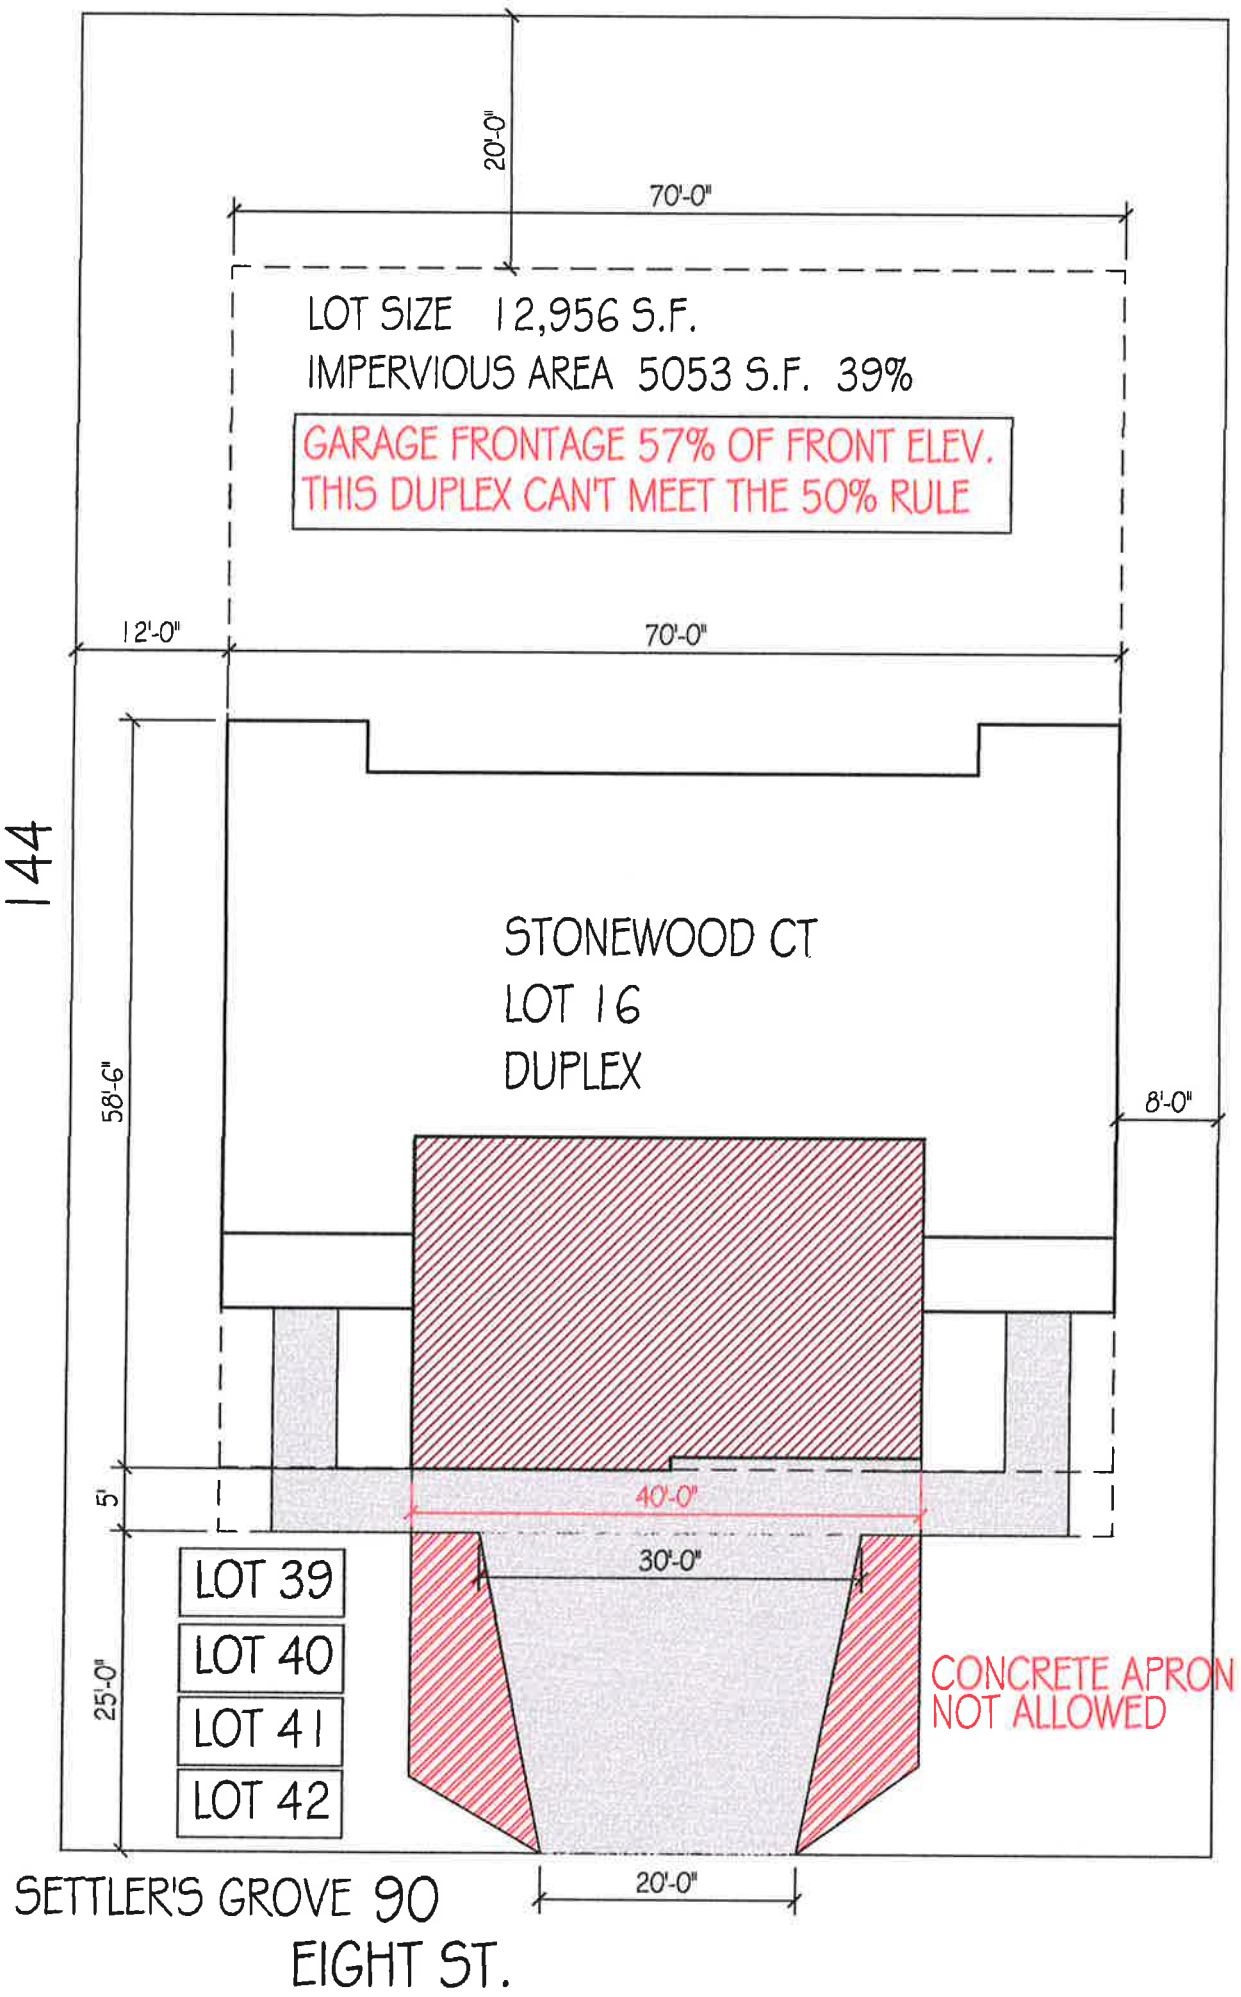 20'-0"
70'-0"
LOT SIZE 12,956 S.F.
IMPERVIOUS AREA 5053 S.F. 39%
GARAGE FRONTAGE 57% OF FRONT ELEV.
THIS DUPLEX CAN'T MEET THE 50% RULE
12'-0"
70'-0"
144
STONEWOOD CT
LOT 16
DUPLEX
58'-6"
8'-0"
5'
40'-0"
30'-0"
LOT 39
LOT 40
LOT 41
LOT 42
25'-0"
CONCRETE APRON
NOT ALLOWED
20'-0"
SETTLER'S GROVE 90
EIGHT ST.